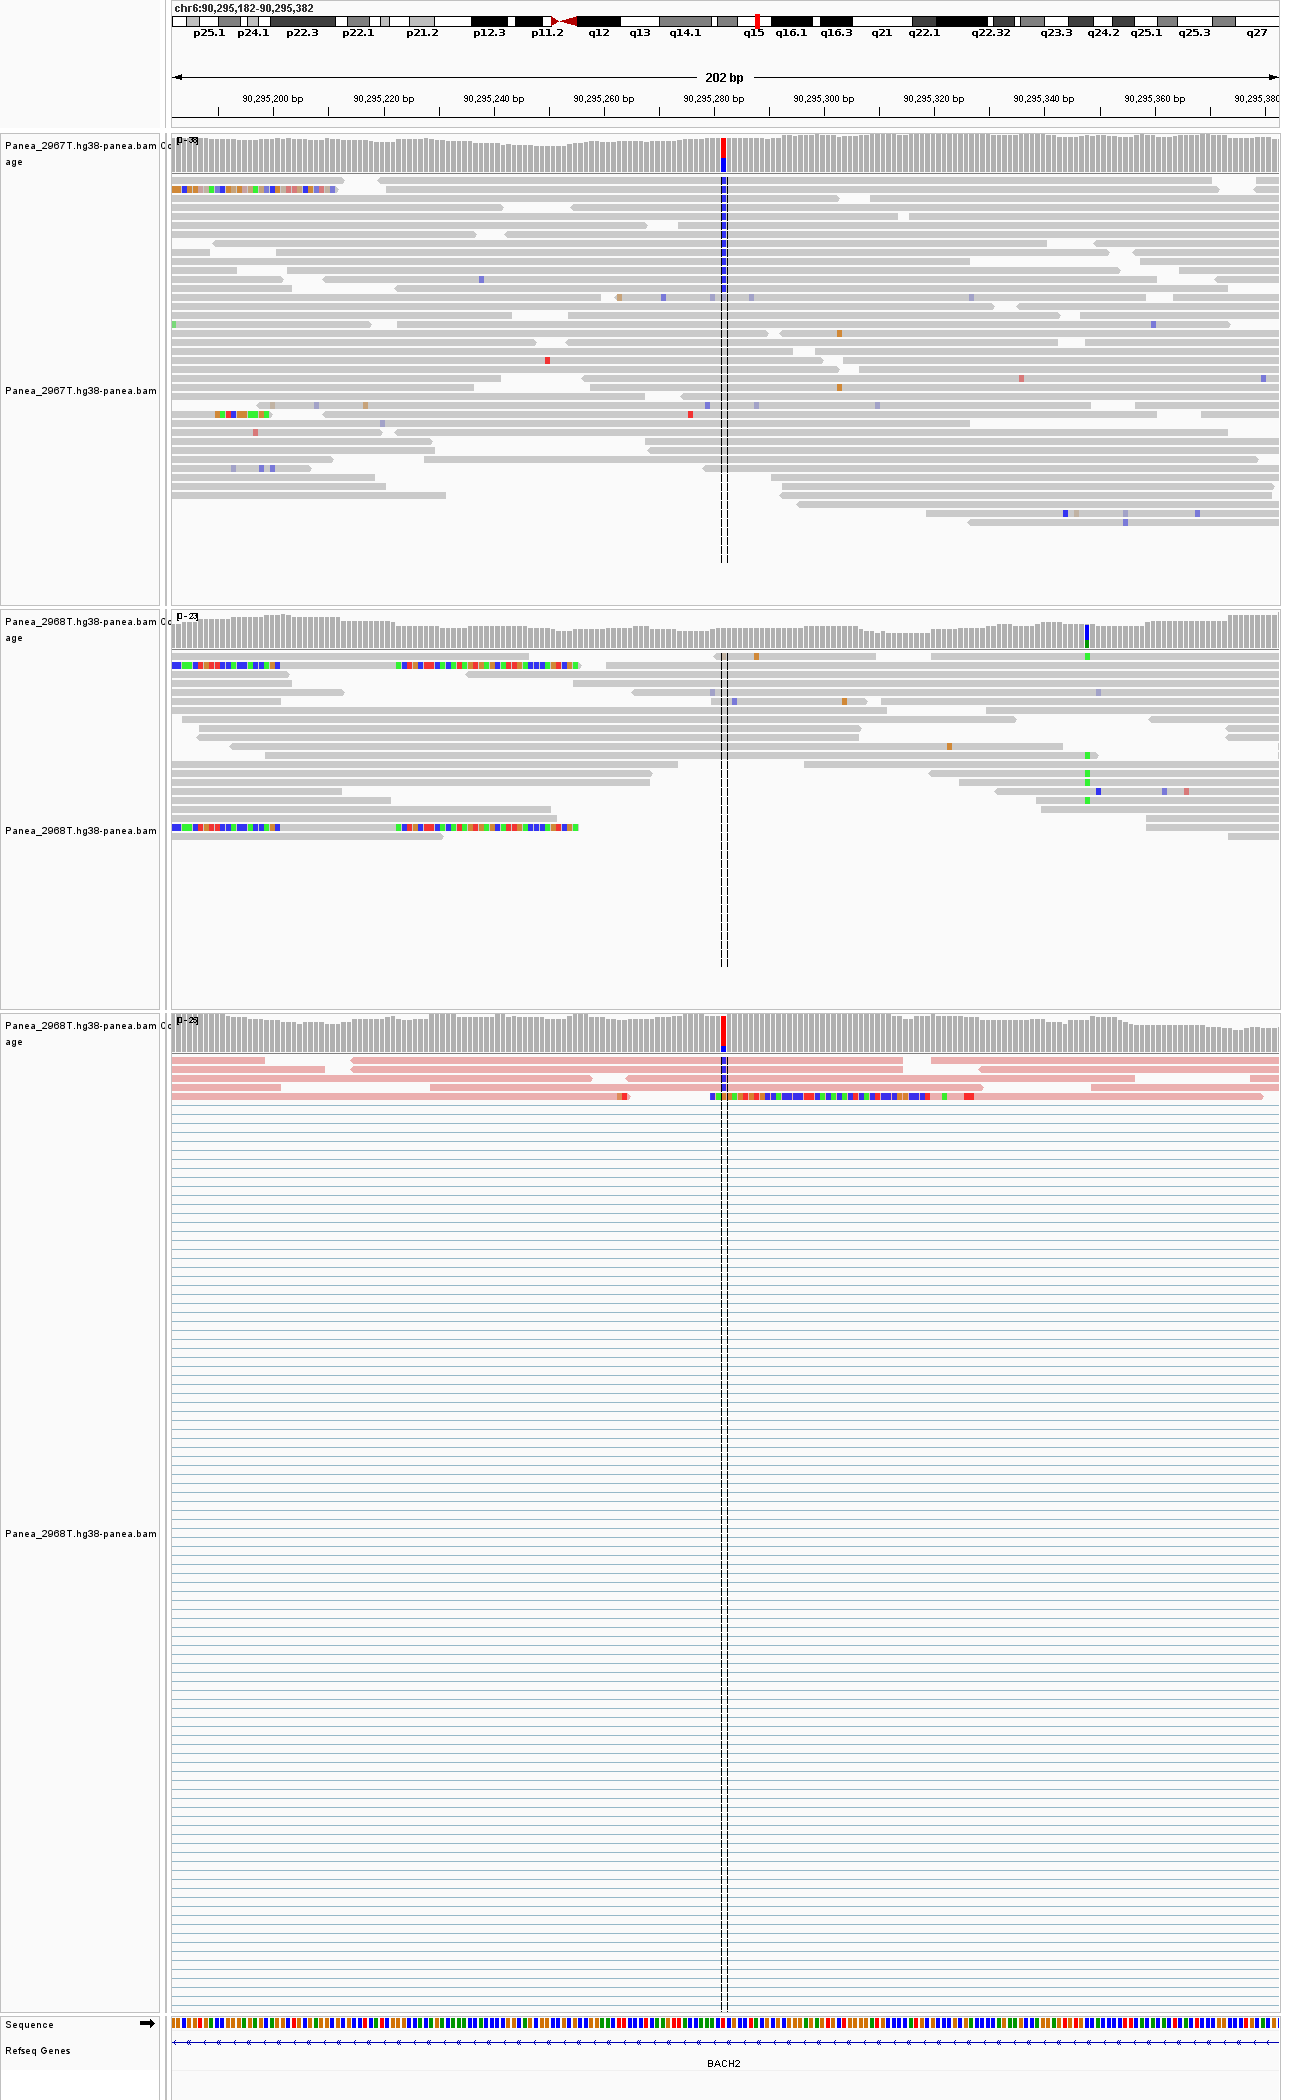 chr6:90,295,182-90,295,382
p25.1 p24.1 p22.3 p22.1 p21.2 p12.3 p11.2 q12 q13 q14.1 q15 q16.1 q16.3 q21 q22.1 q22.32 q23.3 q24.2 q25.1 q25.3 q27
202 bp
90,295,200 bp 90,295,220 bp 90,295,240 bp 90,295,260 bp 90,295,280 bp 90,295,300 bp 90,295,320 bp 90,295,340 bp 90,295,360 bp 90,295,380
Panea_2967T.hg38-panea.bam Co
age
[0-38]
Panea_2967T.hg38-panea.bam
Panea_2968T.hg38-panea.bam Co
age
[0-23]
Panea_2968T.hg38-panea.bam
Panea_2968T.hg38-panea.bam Co
age
Panea_2968T.hg38-panea.bam
Sequence
Refseq Genes
BACH2